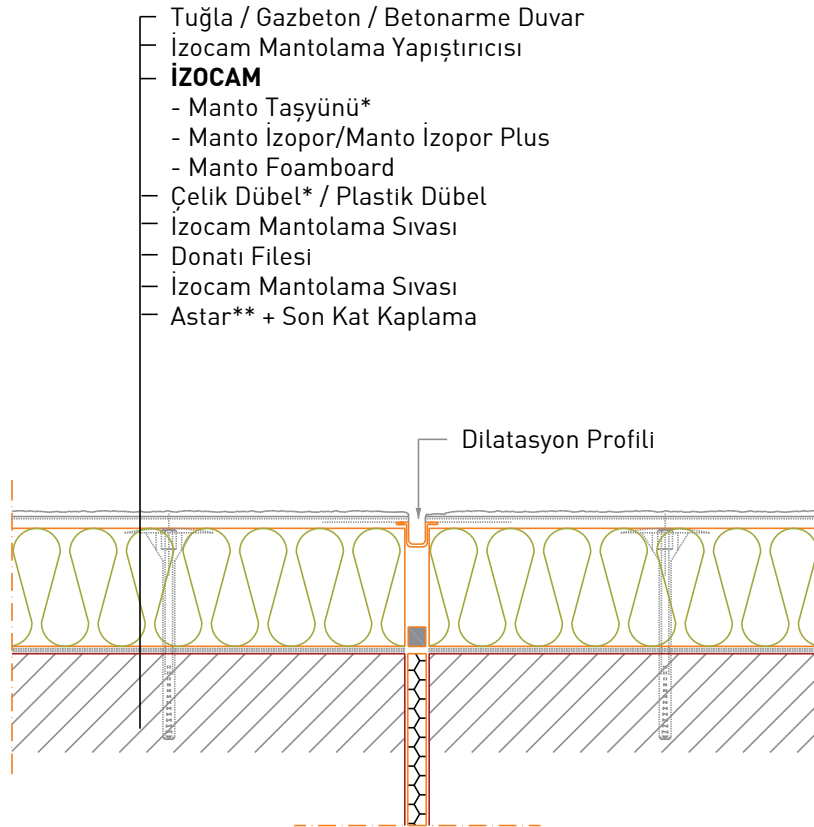 Tuğla / Gazbeton / Betonarme Duvar
İzocam Mantolama Yapıştırıcısı
İZOCAM
- Manto Taşyünü*
- Manto İzopor/Manto İzopor Plus
- Manto Foamboard
Çelik Dübel* / Plastik Dübel
İzocam Mantolama Sıvası
Donatı Filesi
İzocam Mantolama Sıvası
Astar** + Son Kat Kaplama
Dilatasyon Profili